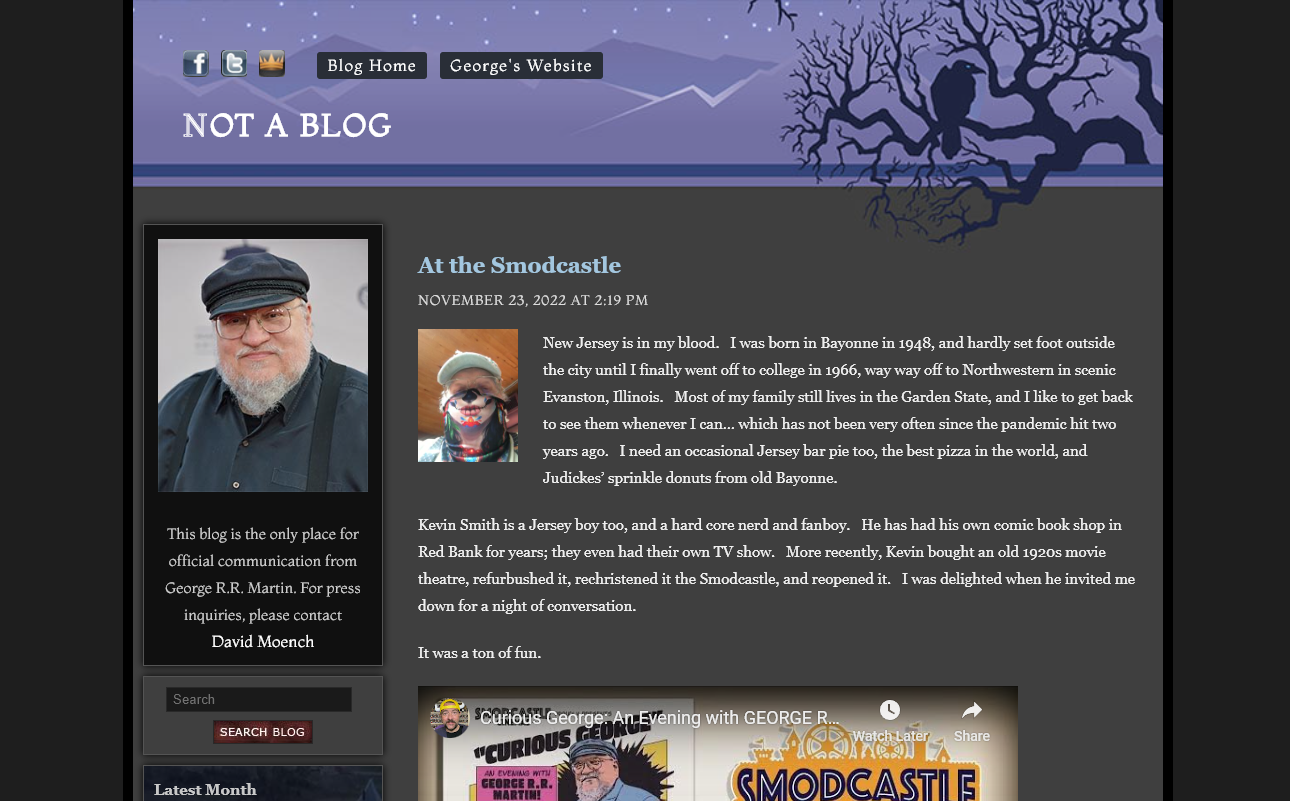 Blog Home
George's Website
NOT A BLOG
This blog is the only place for
official communication from
George R.R. Martin. For press
inquiries, please contact
David Moench
Search
SEARCH BLOG
Latest Month
At the Smodcastle
NOVEMBER 23, 2022 AT 2:19 PM
New Jersey is in my blood.   I was born in Bayonne in 1948, and hardly set foot outside
the city until I finally went off to college in 1966, way way off to Northwestern in scenic
Evanston, Illinois.   Most of my family still lives in the Garden State, and I like to get back
to see them whenever I can… which has not been very often since the pandemic hit two
years ago.   I need an occasional Jersey bar pie too, the best pizza in the world, and
Judickes’ sprinkle donuts from old Bayonne.
Kevin Smith is a Jersey boy too, and a hard core nerd and fanboy.   He has had his own comic book shop in
Red Bank for years; they even had their own TV show.   More recently, Kevin bought an old 1920s movie
theatre, refurbushed it, rechristened it the Smodcastle, and reopened it.   I was delighted when he invited me
down for a night of conversation.
It was a ton of fun.
Curious George: An Evening with GEORGE R...
Watch Later
Share
SMODCASTLE
"CURIOUS GEORGE"
AN EVENING WITH
GEORGE R.R.
MARTIN!
SMODCASTLE